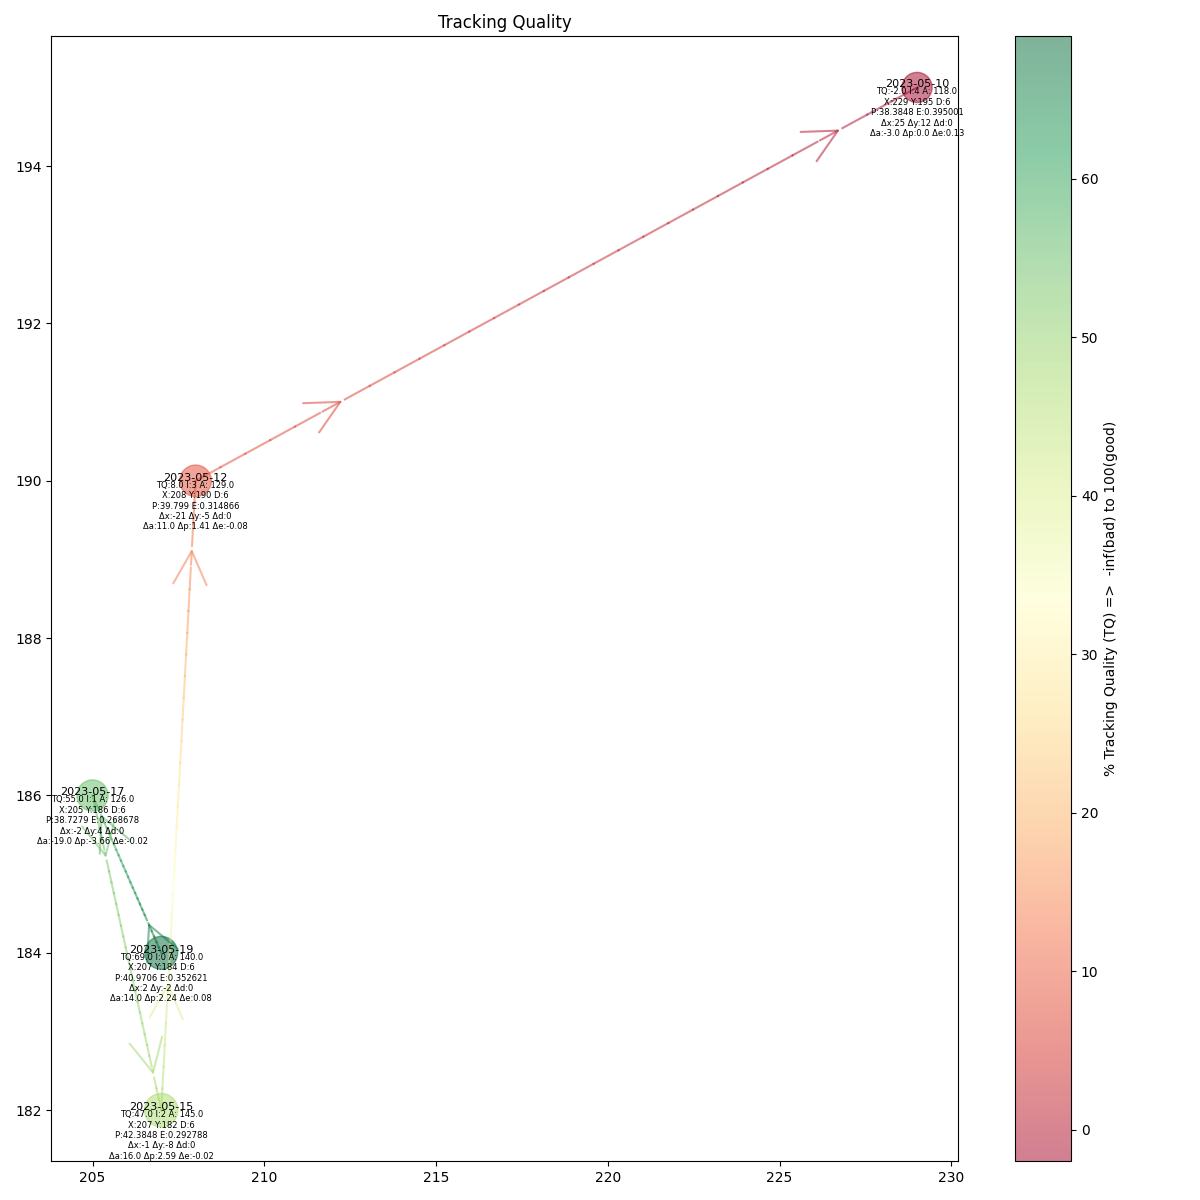 Tracking Quality
2023-05-10
TQ:-2.0 I:4 A: 118.0
X:229 Y:195 D:6
P:38.3848 E:0.395001
Δx:25 Δy:12 Δd:0
Δa:-3.0 Δp:0.0 Δe:0.13
2023-05-12
TQ:8.0 I:3 A: 129.0
X:208 Y:190 D:6
P:39.799 E:0.314866
Δx:-21 Δy:-5 Δd:0
Δa:11.0 Δp:1.41 Δe:-0.08
2023-05-17
TQ:55.0 I:1 A: 126.0
X:205 Y:186 D:6
P:38.7279 E:0.268678
Δx:-2 Δy:4 Δd:0
Δa:-19.0 Δp:-3.66 Δe:-0.02
2023-05-19
TQ:69.0 I:0 A: 140.0
X:207 Y:184 D:6
P:40.9706 E:0.352621
Δx:2 Δy:-2 Δd:0
Δa:14.0 Δp:2.24 Δe:0.08
2023-05-15
TQ:47.0 I:2 A: 145.0
X:207 Y:182 D:6
P:42.3848 E:0.292788
Δx:-1 Δy:-8 Δd:0
Δa:16.0 Δp:2.59 Δe:-0.02
194
192
190
188
186
184
182
205
210
215
220
225
230
60
50
40
30
20
10
0
% Tracking Quality (TQ) => -inf(bad) to 100(good)